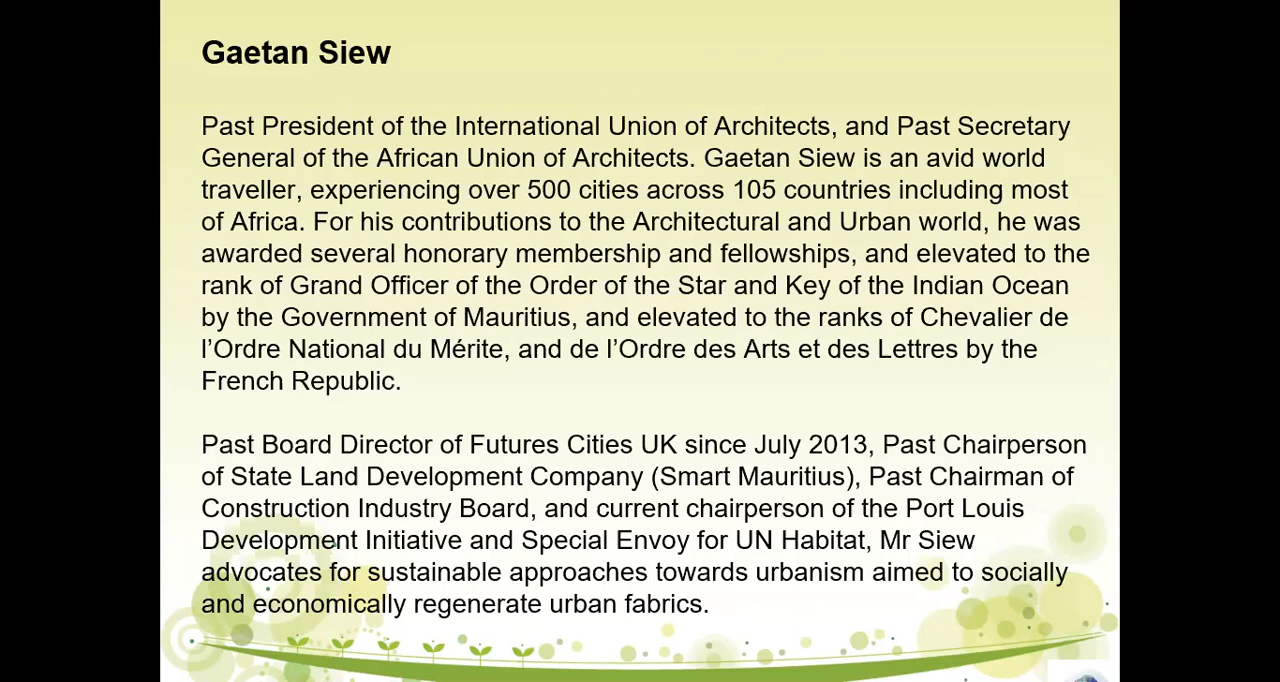 Gaetan Siew
Past President of the International Union of Architects, and Past Secretary
General of the African Union of Architects. Gaetan Siew is an avid world
traveller, experiencing over 500 cities across 105 countries including most
of Africa. For his contributions to the Architectural and Urban world, he was
awarded several honorary membership and fellowships, and elevated to the
rank of Grand Officer of the Order of the Star and Key of the Indian Ocean
by the Government of Mauritius, and elevated to the ranks of Chevalier de
l’Ordre National du Mérite, and de l’Ordre des Arts et des Lettres by the
French Republic.
Past Board Director of Futures Cities UK since July 2013, Past Chairperson
of State Land Development Company (Smart Mauritius), Past Chairman of
Construction Industry Board, and current chairperson of the Port Louis
Development Initiative and Special Envoy for UN Habitat, Mr Siew
advocates for sustainable approaches towards urbanism aimed to socially
and economically regenerate urban fabrics.